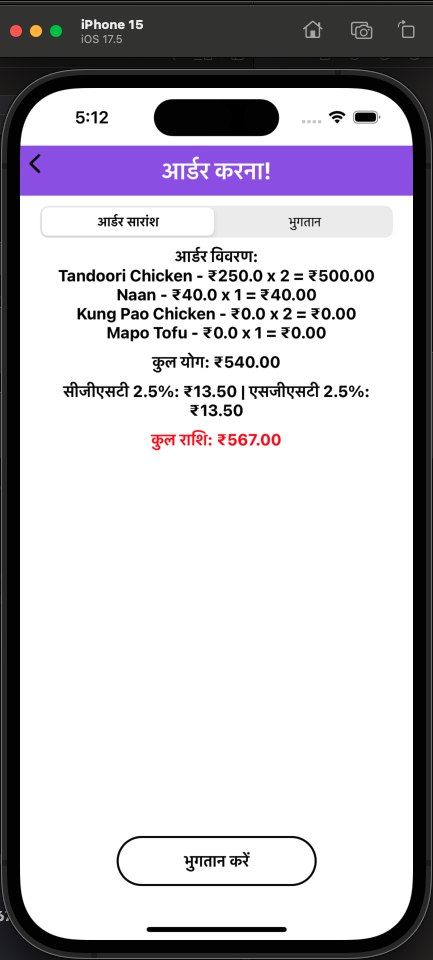 iPhone 15
iOS 17.5
5:12
आर्डर करना!
आर्डर सारांश
भुगतान
आर्डर विवरण:
Tandoori Chicken - ₹250.0 x 2 = ₹500.00
Naan - ₹40.0 x 1 = ₹40.00
Kung Pao Chicken - ₹0.0 x 2 = ₹0.00
Mapo Tofu - ₹0.0 x 1 = ₹0.00
कुल योग: ₹540.00
सीजीएसटी 2.5%: ₹13.50 | एसजीएसटी 2.5%:
₹13.50
कुल राशि: ₹567.00
भुगतान करें